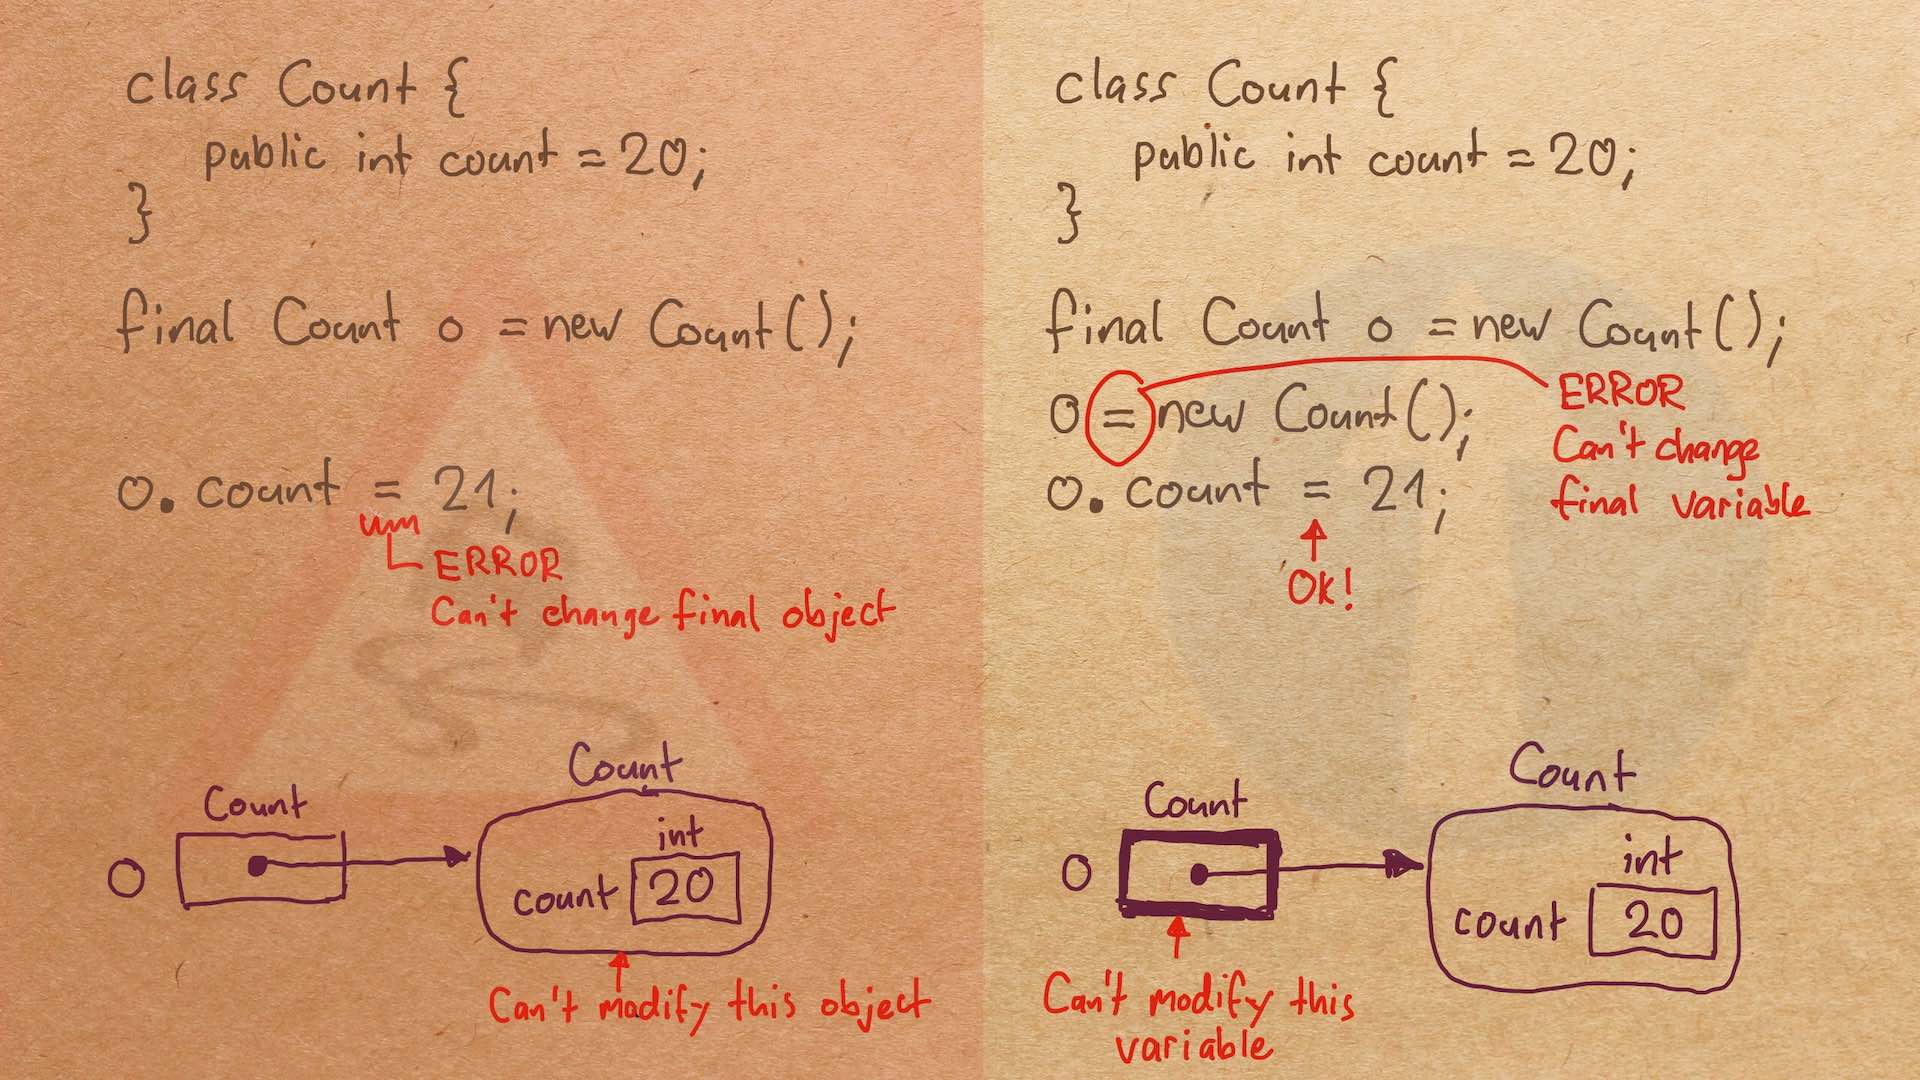 class Count {
public int count = 20;
}
final Count o = new Count();
o.count = 21;
ERROR
Can't change final object
Count
Count
o
int
count 20
Can't modify this object
class Count {
public int count = 20;
}
final Count o = new Count();
o = new Count();
ERROR
Can't change
final variable
o.count = 21;
OK!
Count
Count
o
int
count 20
Can't modify this
variable